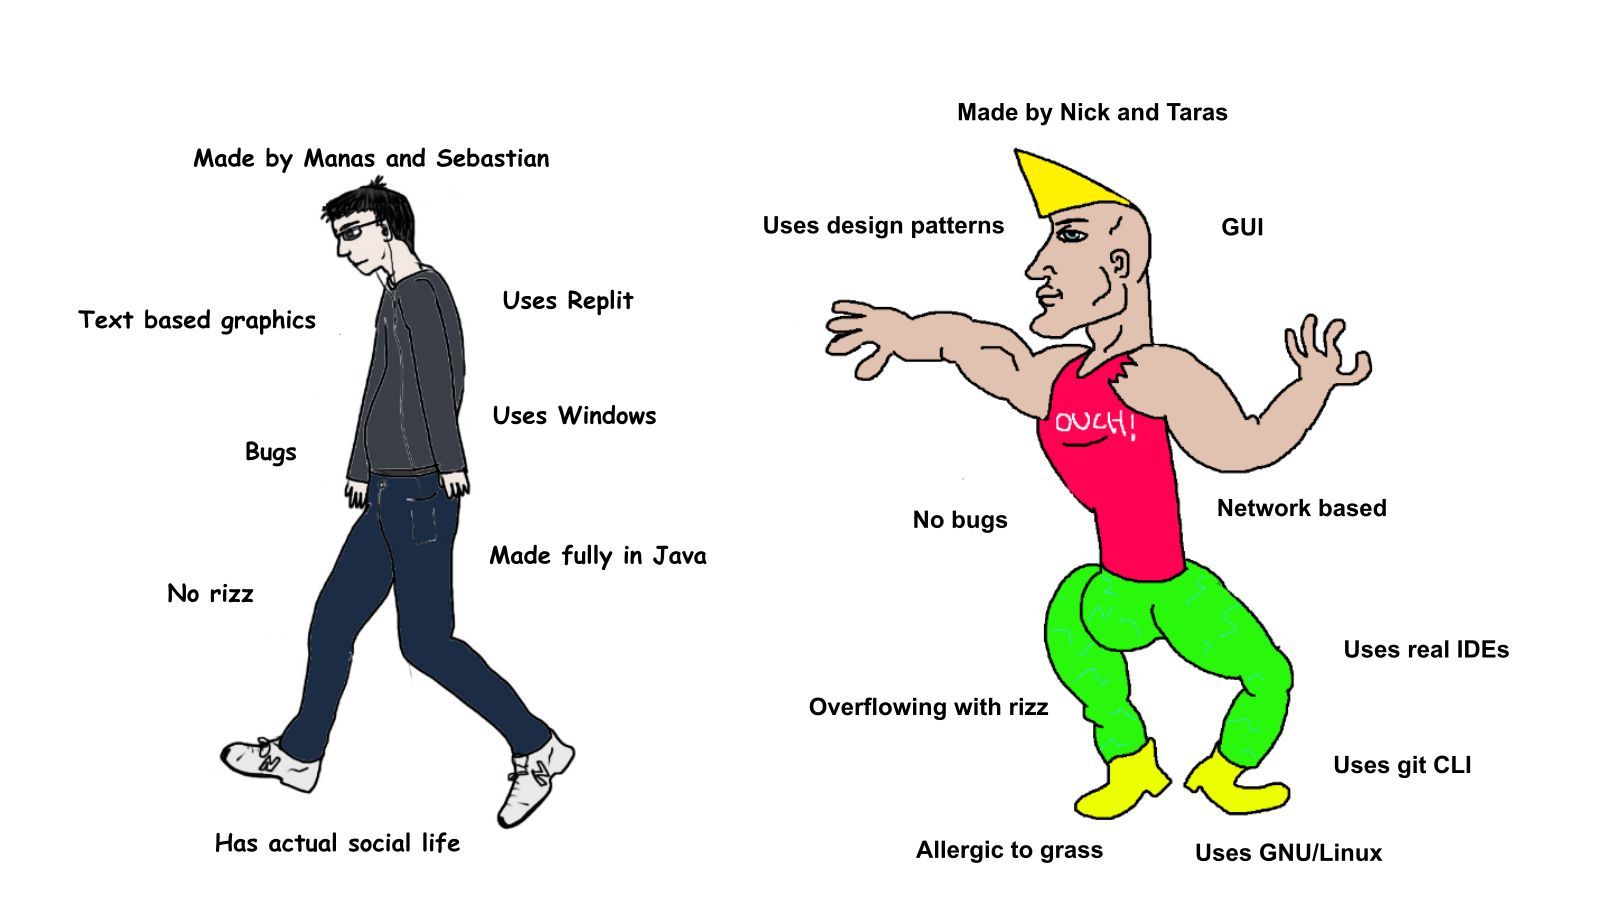 Made by Manas and Sebastian
Text based graphics
Uses Replit
Uses Windows
Bugs
Made fully in Java
No rizz
Has actual social life
Made by Nick and Taras
Uses design patterns
GUI
OUCH!
No bugs
Network based
Uses real IDEs
Overflowing with rizz
Uses git CLI
Allergic to grass
Uses GNU/Linux